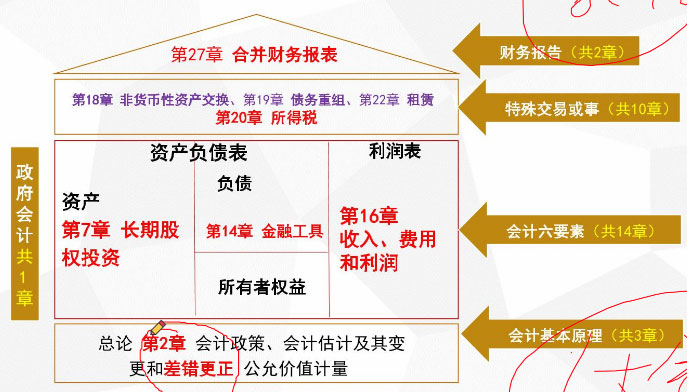 第27章 合并财务报表
财务报告（共2章）
第18章 非货币性资产交换、第19章 债务重组、第22章 租赁
第20章 所得税
特殊交易或事（共10章）
政府会计共1章
资产负债表
利润表
资产
第7章 长期股
权投资
负债
第14章 金融工具
所有者权益
第16章
收入、费用
和利润
会计六要素（共14章）
总论 第2章 会计政策、会计估计及其变
更和差错更正 公允价值计量
会计基本原理（共3章）